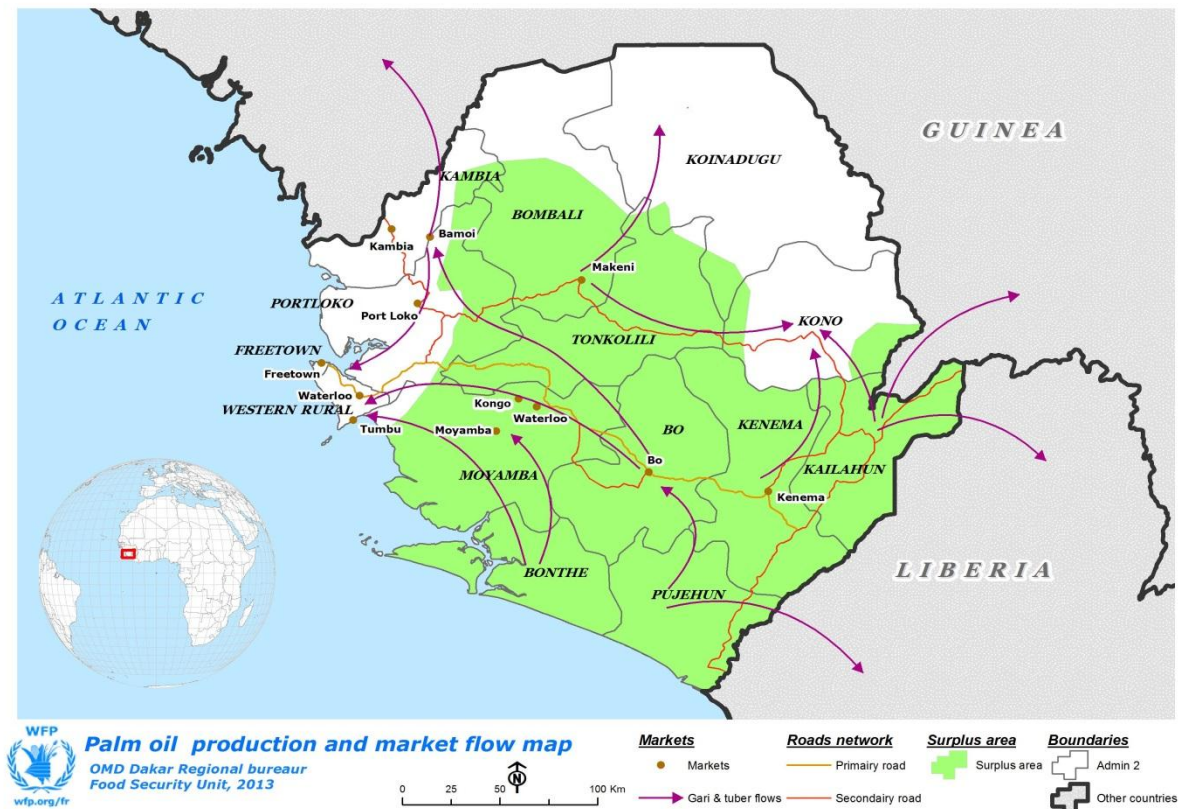 GUINEA
KOINADUGU
KAMBIA
BOMBALI
Kambia
Bamoi
Makeni
ATLANTIC
OCEAN
PORTLOKO
Port Loko
TONKOLILI
KONO
FREETOWN
Freetown
Waterloo
WESTERN RURAL
Tumbu
Kongo
Waterloo
Moyamba
BO
KENEMA
Bo
MOYAMBA
KAILAHUN
Kenema
BONTHE
PUJEHUN
LIBERIA
WFP
wfp.org/fr
Palm oil production and market flow map
OMD Dakar Regional bureaur
Food Security Unit, 2013
N
0 25 50 100 Km
Markets
Markets
Gari & tuber flows
Roads network
Primairy road
Secondairy road
Surplus area
Surplus area
Boundaries
Admin 2
Other countries